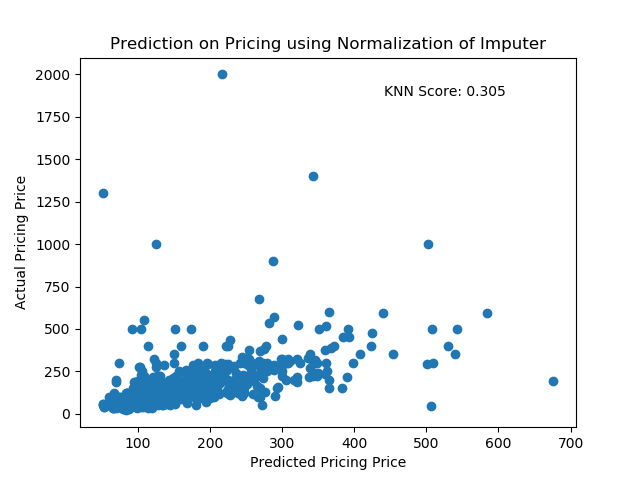 Prediction on Pricing using Normalization of Imputer
KNN Score: 0.305
Actual Pricing Price
2000
1750
1500
1250
1000
750
500
250
0
100 200 300 400 500 600 700
Predicted Pricing Price